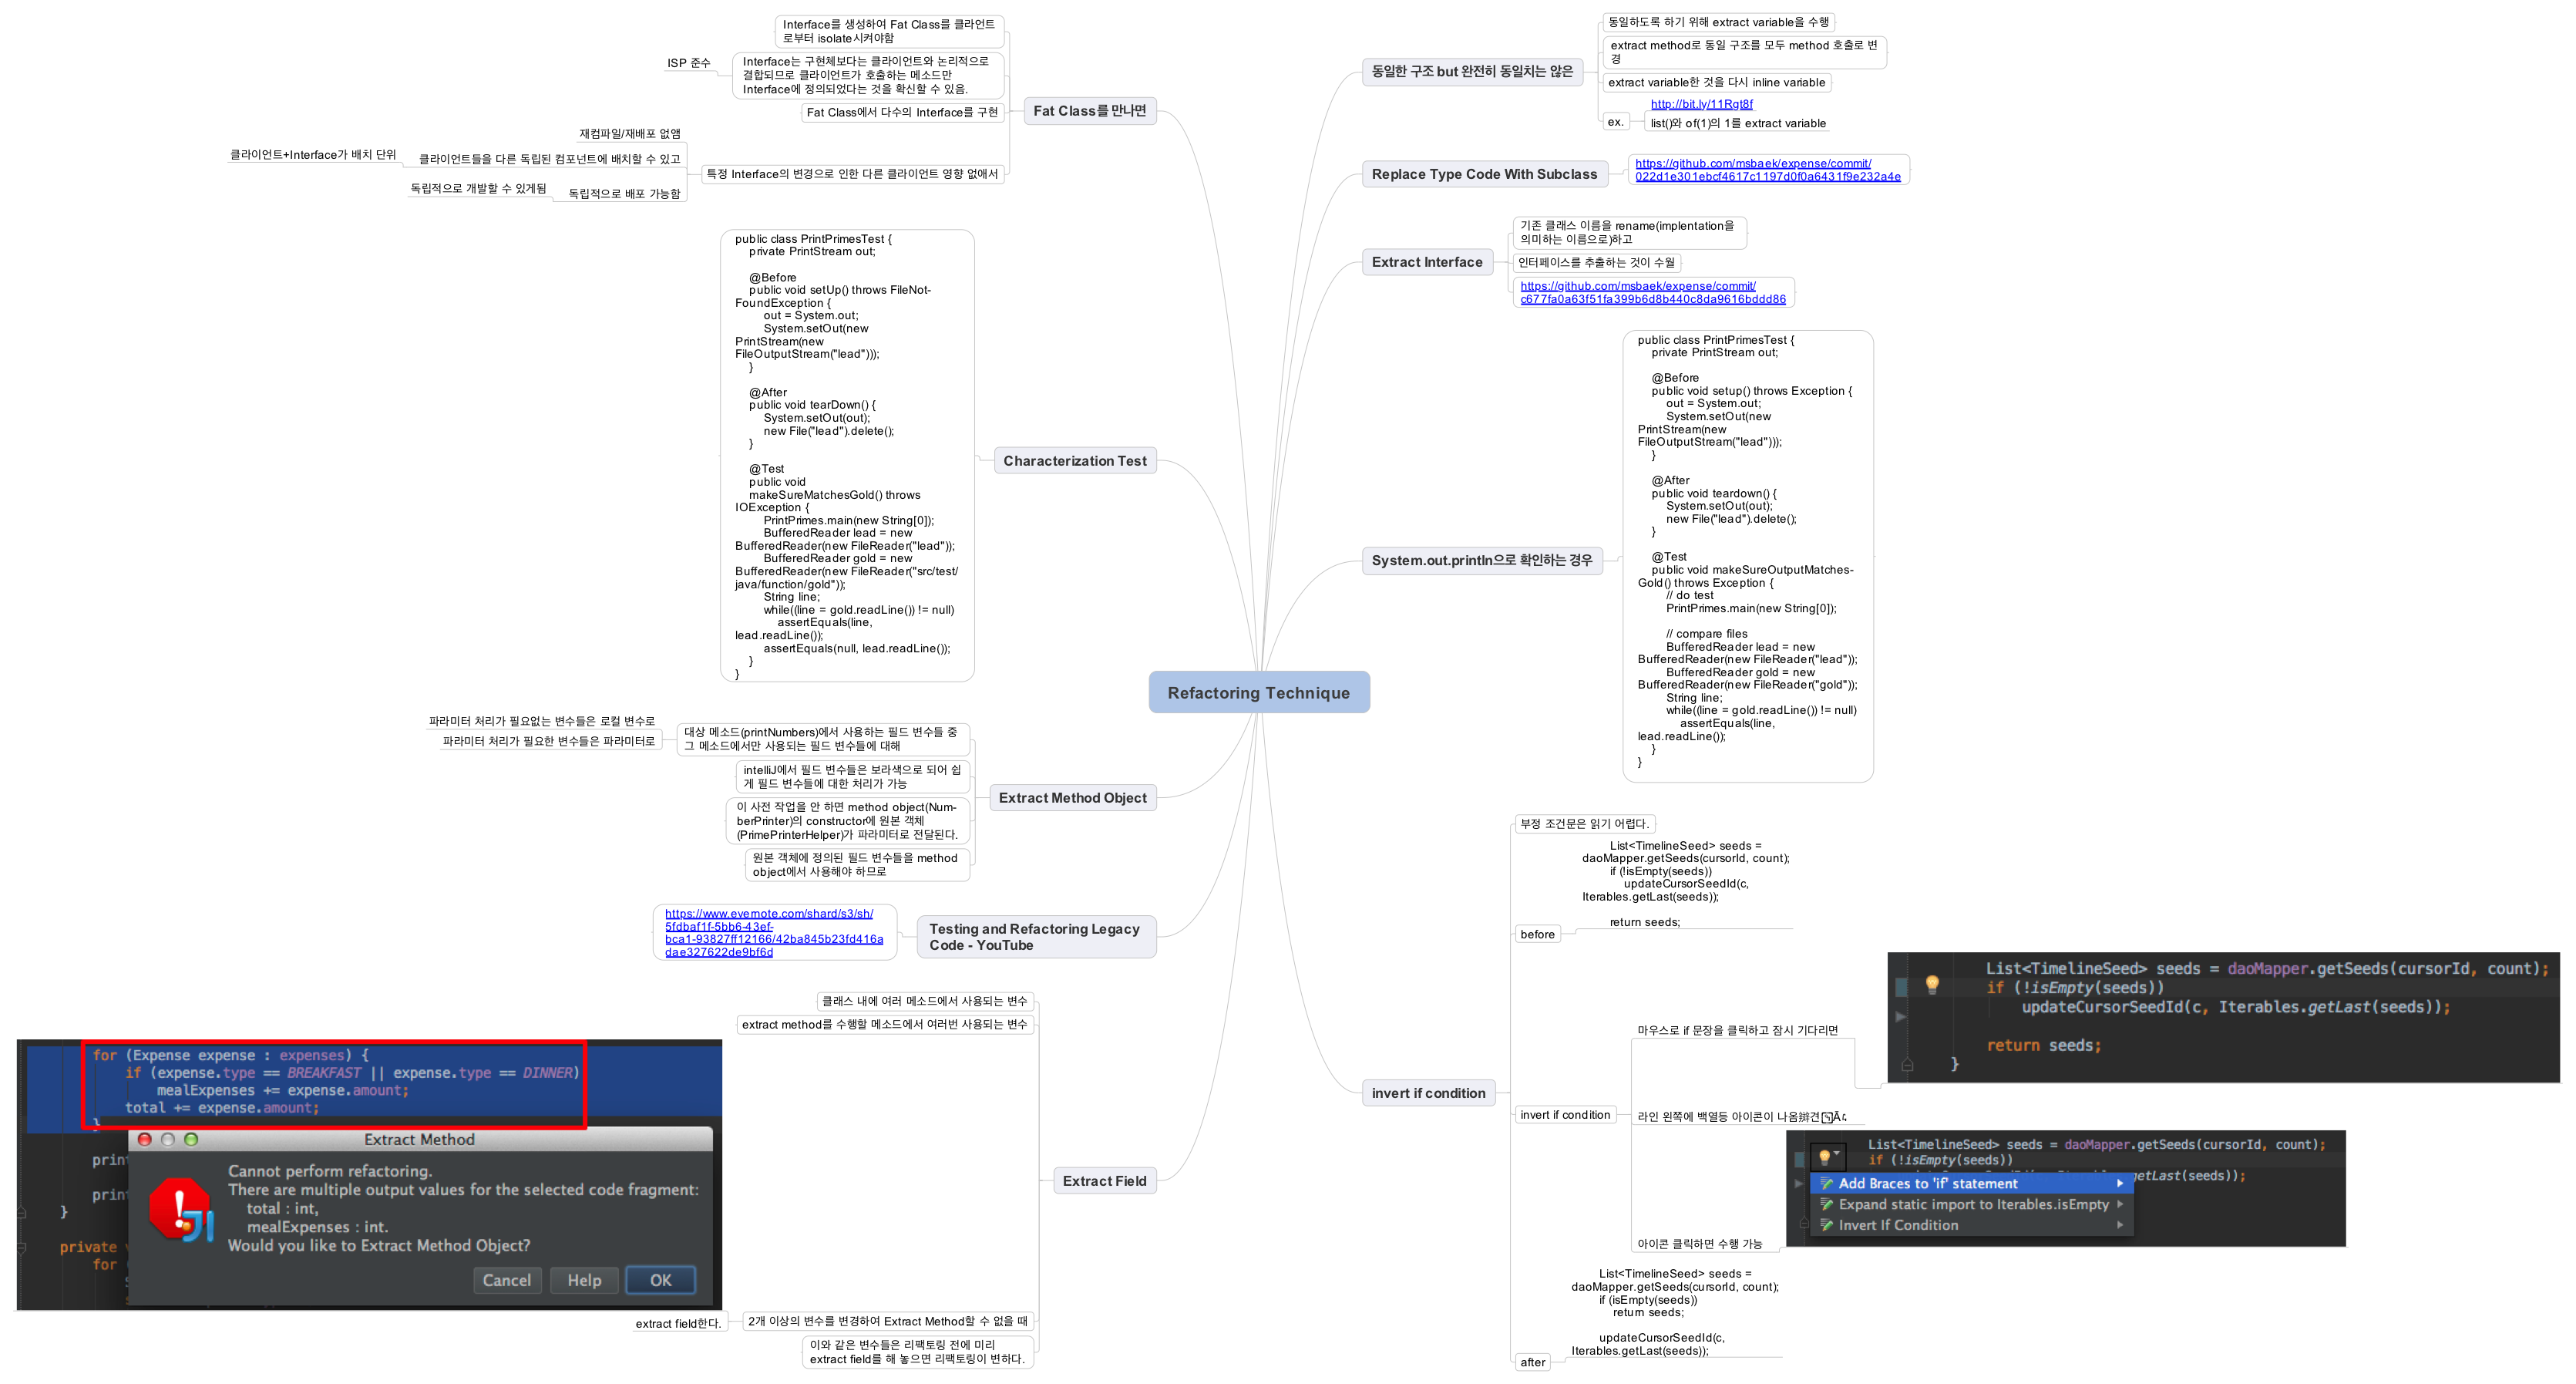 Refactoring Technique
동일한 구조 but 완전히 동일치는 않은
동일하도록 하기 위해 extract variable을 수행
extract method로 동일 구조를 모두 method 호출로 변
경
extract variable한 것을 다시 inline variable
ex.
http://bit.ly/11Rgt8f
list()와 of(1)의 1를 extract variable
Replace Type Code With Subclass
https://github.com/msbaek/expense/commit/
022d1e301ebcf4617c1197d0f0a6431f9e232a4e
Extract Interface
기존 클래스 이름을 rename(implentation을
의미하는 이름으로)하고
인터페이스를 추출하는 것이 수월
https://github.com/msbaek/expense/commit/
c677fa0a63f51fa399b6d8b440c8da9616bddd86
System.out.println으로 확인하는 경우
public class PrintPrimesTest {
private PrintStream out;
@Before
public void setup() throws Exception {
out = System.out;
System.setOut(new
PrintStream(new
FileOutputStream("lead")));
}
@After
public void teardown() {
System.setOut(out);
new File("lead").delete();
}
@Test
public void makeSureOutputMatches-
Gold() throws Exception {
// do test
PrintPrimes.main(new String[0]);
// compare files
BufferedReader lead = new
BufferedReader(new FileReader("lead"));
BufferedReader gold = new
BufferedReader(new FileReader("gold"));
String line;
while((line = gold.readLine()) != null)
assertEquals(line,
lead.readLine());
}
}
invert if condition
부정 조건문은 읽기 어렵다.
before
List<TimelineSeed> seeds =
daoMapper.getSeeds(cursorId, count);
if (!isEmpty(seeds))
updateCursorSeedId(c,
Iterables.getLast(seeds));
return seeds;
invert if condition
마우스로 if 문장을 클릭하고 잠시 기다리면
List<TimelineSeed> seeds = daoMapper.getSeeds(cursorId, count);
if (!isEmpty(seeds))
updateCursorSeedId(c, Iterables.getLast(seeds));
return seeds;
}
라인 왼쪽에 백열등 아이콘이
아이콘 클릭하면 수행 가능
List<TimelineSeed> seeds = daoMapper.getSeeds(cursorId, count);
if (!isEmpty(seeds))
getLast(seeds));
Add Braces to 'if' statement
Expand static import to Iterables.isEmpty
Invert If Condition
after
List<TimelineSeed> seeds =
daoMapper.getSeeds(cursorId, count);
if (isEmpty(seeds))
return seeds;
updateCursorSeedId(c,
Iterables.getLast(seeds));
Fat Class를 만나면
Interface를 생성하여 Fat Class를 클라언트
로부터 isolate시켜야함
Interface는 구현체보다는 클라이언트와 논리적으로
결합되므로 클라이언트가 호출하는 메소드만
Interface에 정의되었다는 것을 확신할 수 있음.
ISP 준수
Fat Class에서 다수의 Interface를 구현
특정 Interface의 변경으로 인한 다른 클라이언트 영향 없애서
재컴파일/재배포 없앰
클라이언트들을 다른 독립된 컴포넌트에 배치할 수 있고
클라이언트+Interface가 배치 단위
독립적으로 배포 가능함
독립적으로 개발할 수 있게됨
Characterization Test
public class PrintPrimesTest {
private PrintStream out;
@Before
public void setUp() throws FileNot-
FoundException {
out = System.out;
System.setOut(new
PrintStream(new
FileOutputStream("lead")));
}
@After
public void tearDown() {
System.setOut(out);
new File("lead").delete();
}
@Test
public void
makeSureMatchesGold() throws
IOException {
PrintPrimes.main(new String[0]);
BufferedReader lead = new
BufferedReader(new FileReader("lead"));
BufferedReader gold = new
BufferedReader(new FileReader("src/test/
java/function/gold"));
String line;
while((line = gold.readLine()) != null)
assertEquals(line,
lead.readLine());
assertEquals(null, lead.readLine());
}
}
Extract Method Object
대상 메소드(printNumbers)에서 사용하는 필드 변수들 중
그 메소드에서만 사용되는 필드 변수들에 대해
파라미터 처리가 필요없는 변수들은 로컬 변수로
파라미터 처리가 필요한 변수들은 파라미터로
intelliJ에서 필드 변수들은 보라색으로 되어 쉽
게 필드 변수들에 대한 처리가 가능
이 사전 작업을 안 하면 method object(Num-
berPrinter)의 constructor에 원본 객체
(PrimePrinterHelper)가 파라미터로 전달된다.
원본 객체에 정의된 필드 변수들을 method
object에서 사용해야 하므로
Testing and Refactoring Legacy
Code - YouTube
https://www.evernote.com/shard/s3/sh/
5fdbaf1f-5bb6-43ef-
bca1-93827ff12166/42ba845b23fd416a
dae327622de9bf6d
Extract Field
클래스 내에 여러 메소드에서 사용되는 변수
extract method를 수행할 메소드에서 여러번 사용되는 변수
2개 이상의 변수를 변경하여 Extract Method할 수 없을 때
extract field한다.
for (Expense expense : expenses) {
if (expense.type == BREAKFAST || expense.type == DINNER)
mealExpenses += expense.amount;
total += expense.amount;
}
print
print
}
private
for
Extract Method
Cannot perform refactoring.
There are multiple output values for the selected code fragment:
total : int,
mealExpenses : int.
Would you like to Extract Method Object?
Cancel
Help
OK
이와 같은 변수들은 리팩토링 전에 미리
extract field를 해 놓으면 리팩토링이 변하다.